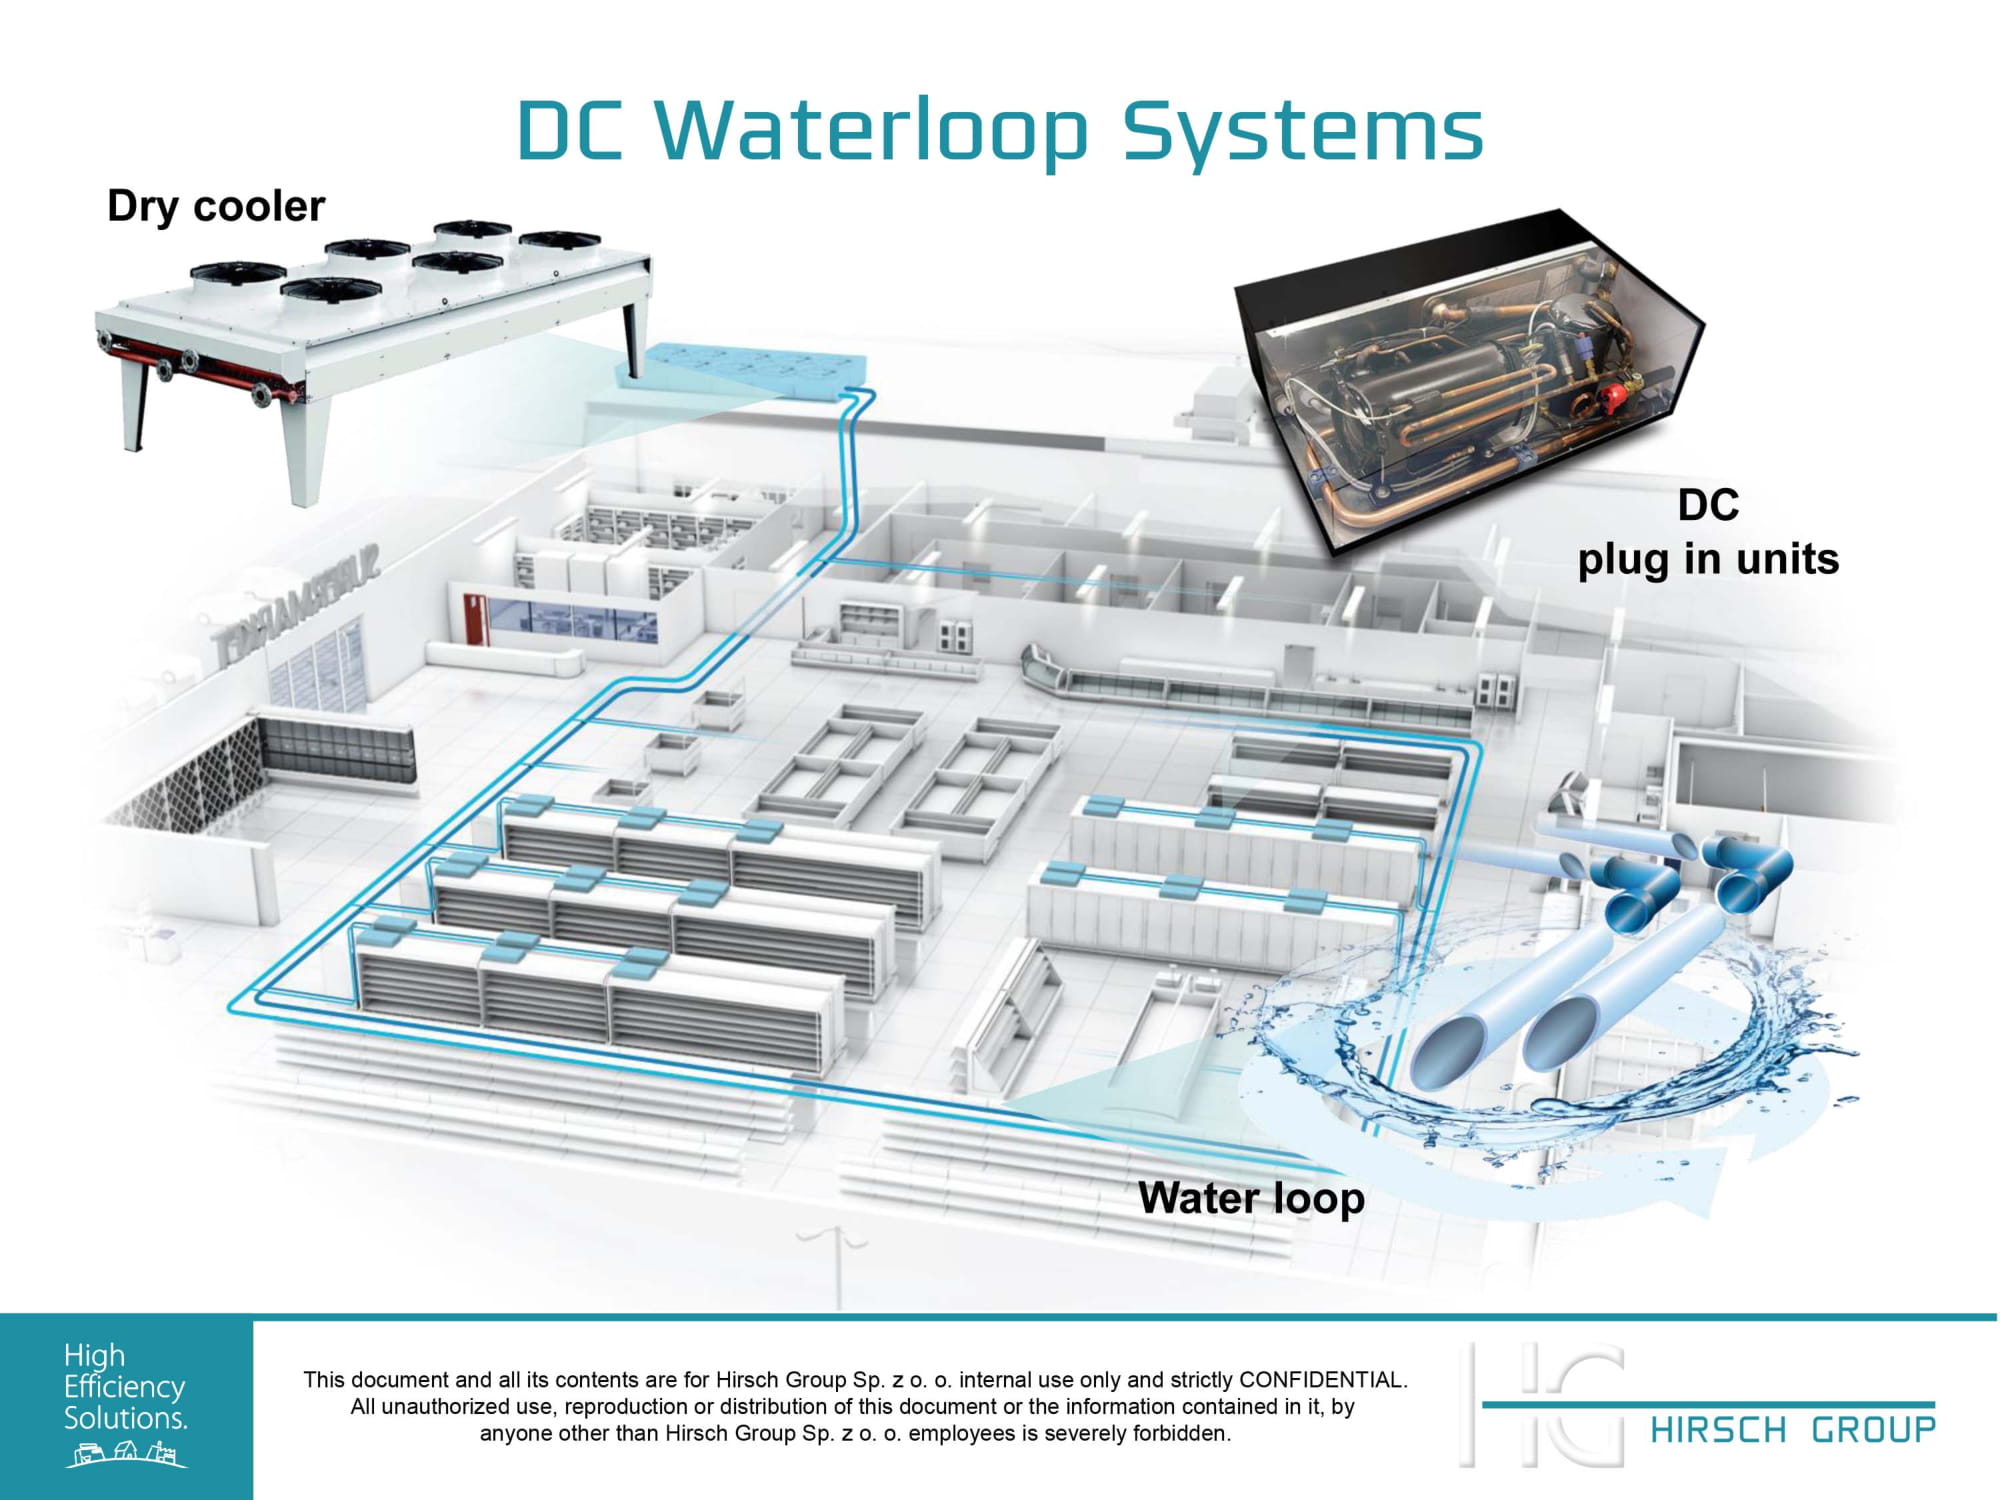 DC Waterloop Systems
Dry cooler
DC
plug in units
SUPERMARKET
Water loop
High
Efficiency
Solutions.
This document and all its contents are for Hirsch Group Sp. z o. o. internal use only and strictly CONFIDENTIAL.
All unauthorized use, reproduction or distribution of this document or the information contained in it, by
anyone other than Hirsch Group Sp. z o. o. employees is severely forbidden.
HG
HIRSCH GROUP